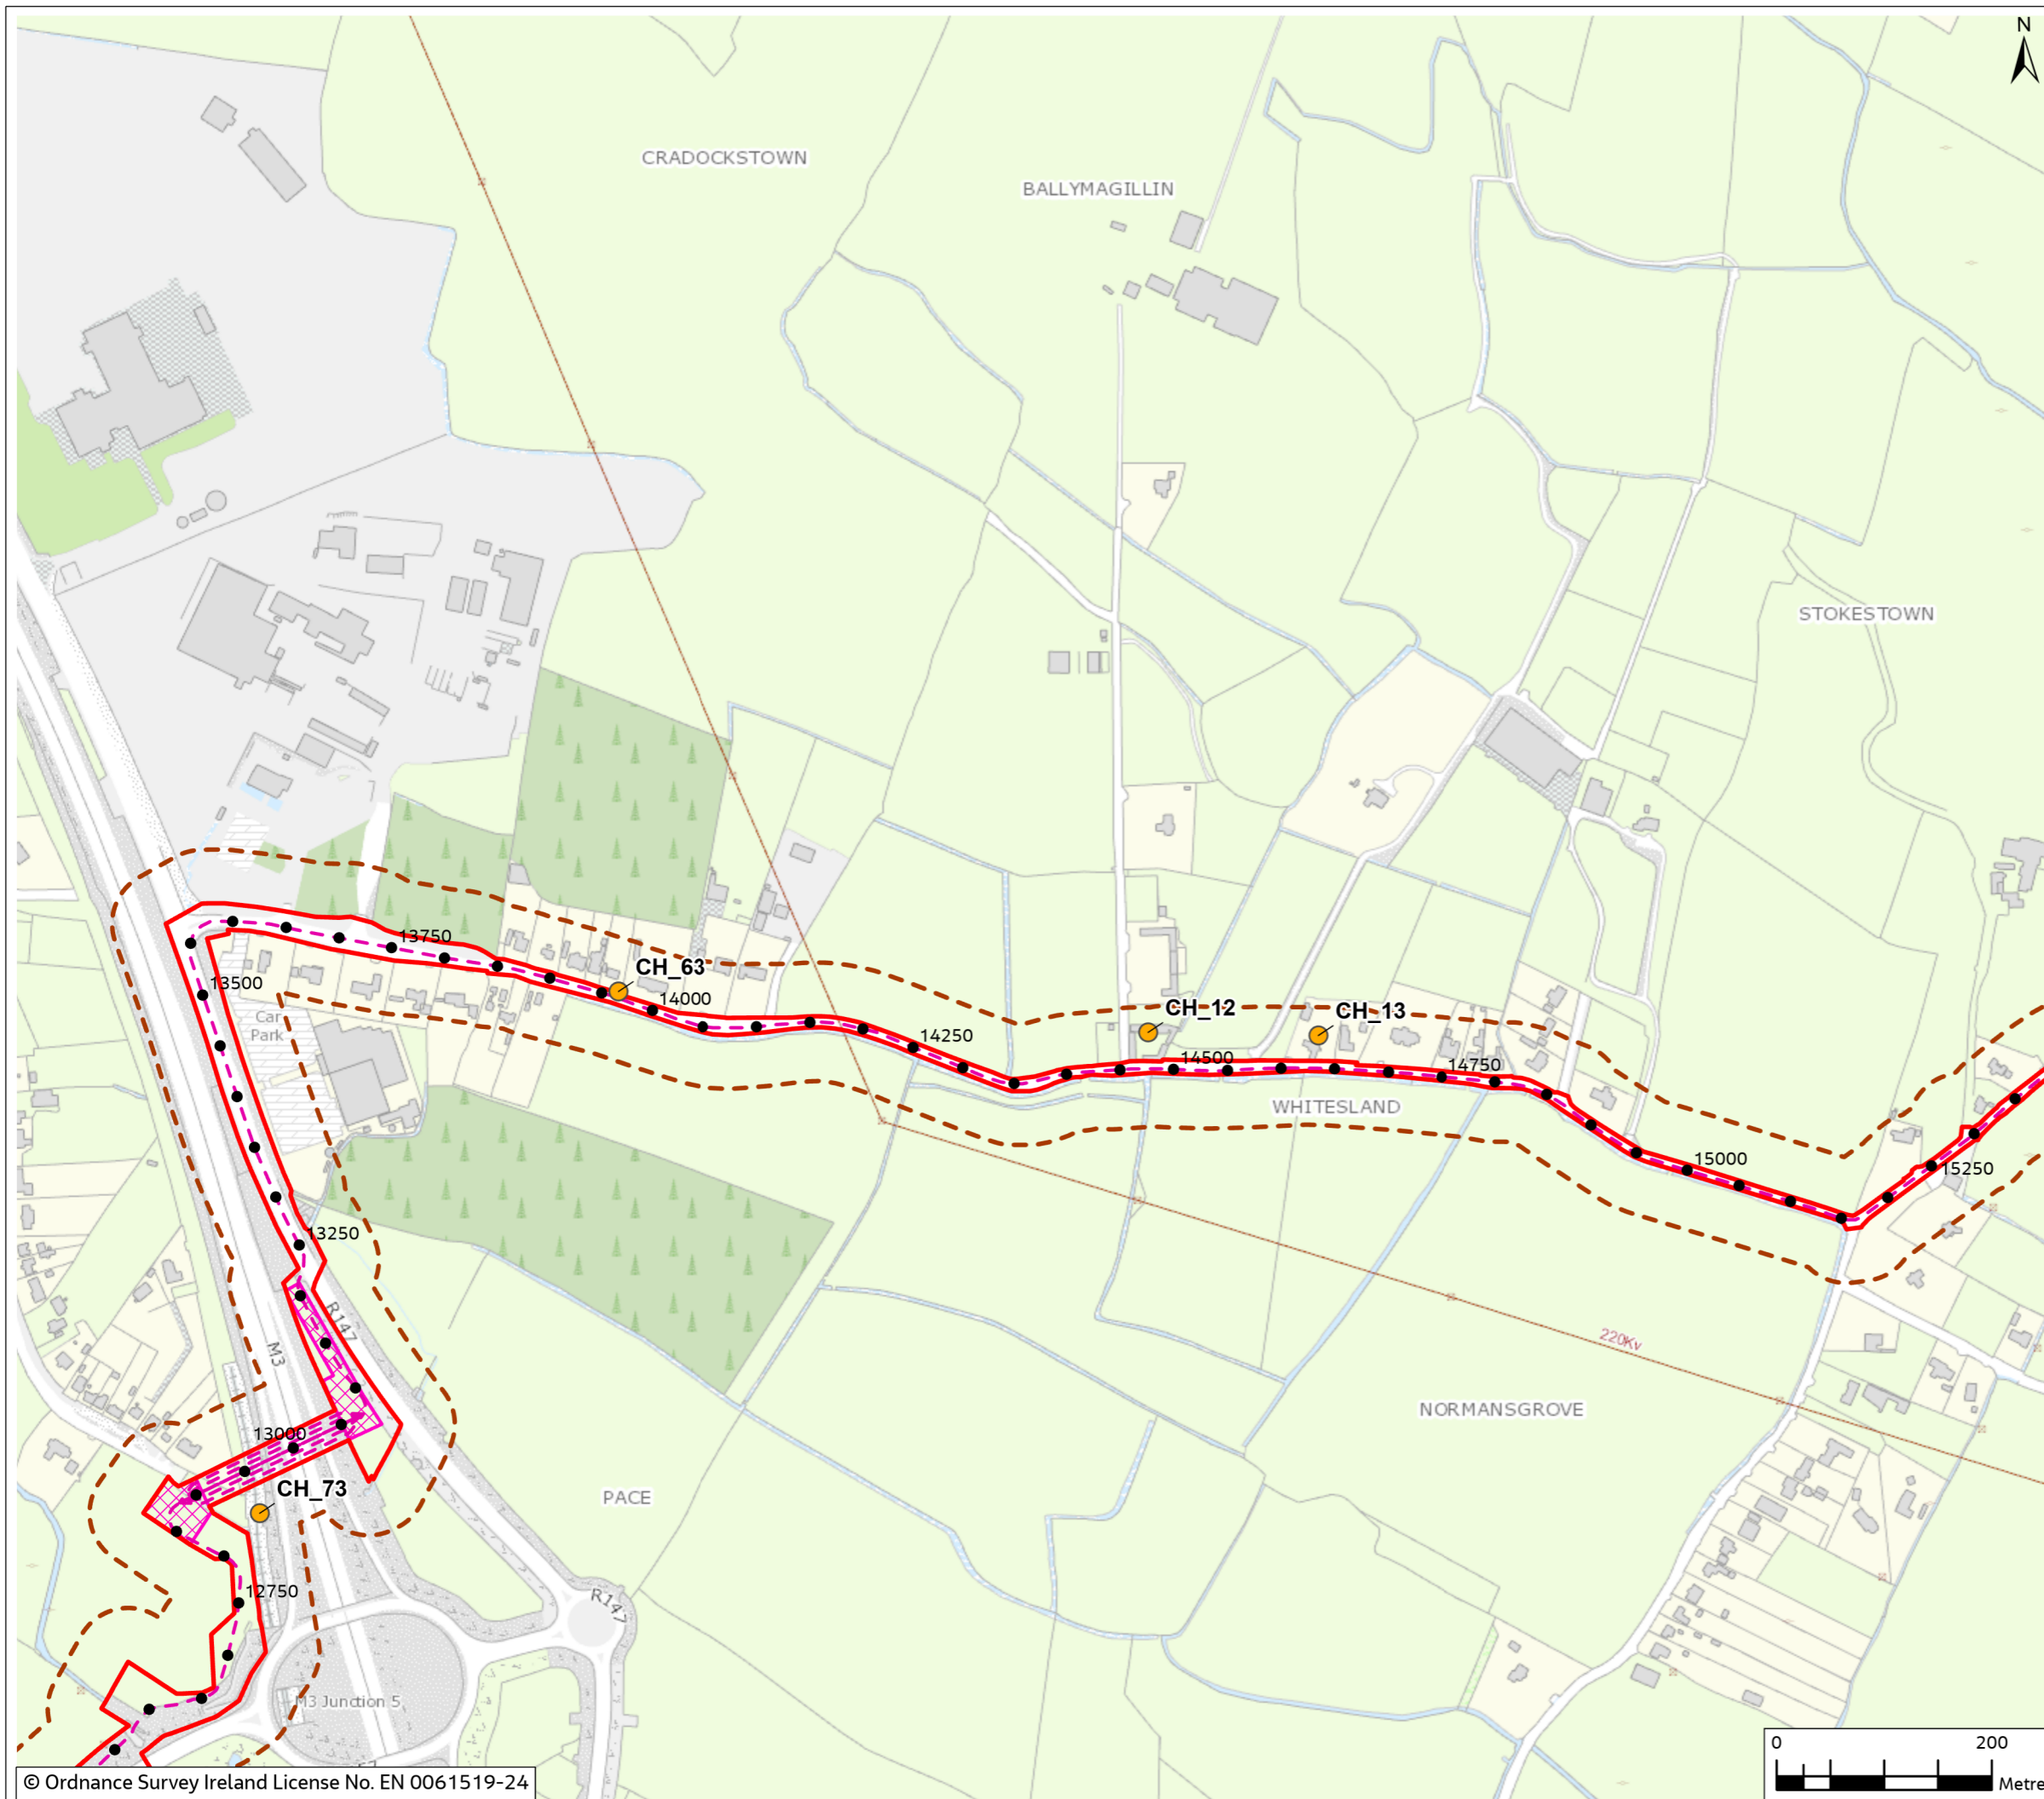 N
CRADOCKSTOWN
BALLYMAGILLIN
STOKESTOWN
13750
CH_63
13500
14000
Car
Park
14250
CH_12
CH_13
14500
14750
WHITESLAND
15000
15250
13250
R147
M3
220Kv
NORMANSGROVE
13000
CH_73
PACE
12750
R147
M3 Junction 5
0 200
Metre
© Ordnance Survey Ireland License No. EN 0061519-24